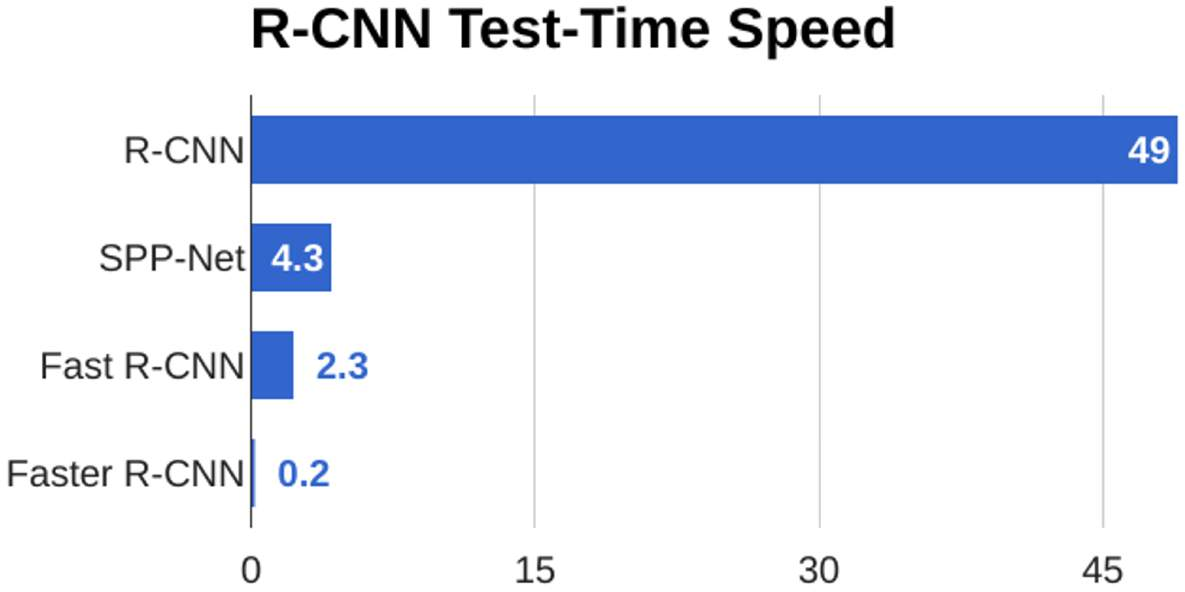 R-CNN Test-Time Speed
R-CNN 49
SPP-Net 4.3
Fast R-CNN 2.3
Faster R-CNN 0.2
0 15 30 45